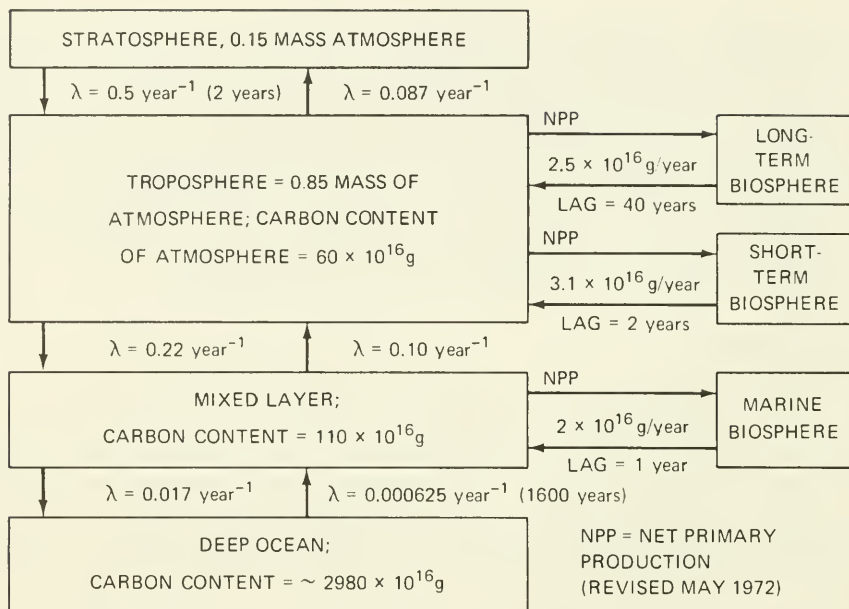 STRATOSPHERE, 0.15 MASS ATMOSPHERE
λ = 0.5 year⁻¹ (2 years)
λ = 0.087 year⁻¹
TROPOSPHERE = 0.85 MASS OF
ATMOSPHERE; CARBON CONTENT
OF ATMOSPHERE = 60 × 10¹⁶g
NPP
2.5 × 10¹⁶g/year
LAG = 40 years
LONG-
TERM
BIOSPHERE
NPP
3.1 × 10¹⁶g/year
LAG = 2 years
SHORT-
TERM
BIOSPHERE
λ = 0.22 year⁻¹
λ = 0.10 year⁻¹
MIXED LAYER;
CARBON CONTENT = 110 × 10¹⁶g
NPP
2 × 10¹⁶g/year
LAG = 1 year
MARINE
BIOSPHERE
λ = 0.017 year⁻¹
λ = 0.000625 year⁻¹ (1600 years)
DEEP OCEAN;
CARBON CONTENT = ~ 2980 × 10¹⁶g
NPP = NET PRIMARY
PRODUCTION
(REVISED MAY 1972)